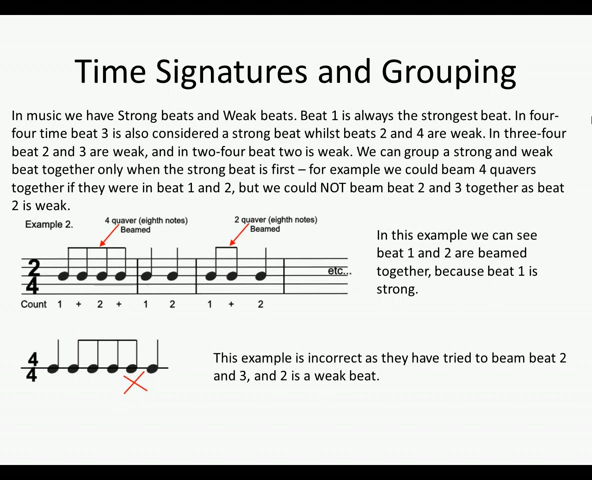 Time Signatures and Grouping
In music we have Strong beats and Weak beats. Beat 1 is always the strongest beat. In four-
four time beat 3 is also considered a strong beat whilst beats 2 and 4 are weak. In three-four
beat 2 and 3 are weak, and in two-four beat two is weak. We can group a strong and weak
beat together only when the strong beat is first – for example we could beam 4 quavers
together if they were in beat 1 and 2, but we could NOT beam beat 2 and 3 together as beat
2 is weak.
Example 2.
4 quaver (eighth notes)
Beamed
2 quaver (eighth notes)
Beamed
2
4
etc...
Count 1 + 2 + 1 2 1 + 2
In this example we can see
beat 1 and 2 are beamed
together, because beat 1 is
strong.
4
4
This example is incorrect as they have tried to beam beat 2
and 3, and 2 is a weak beat.